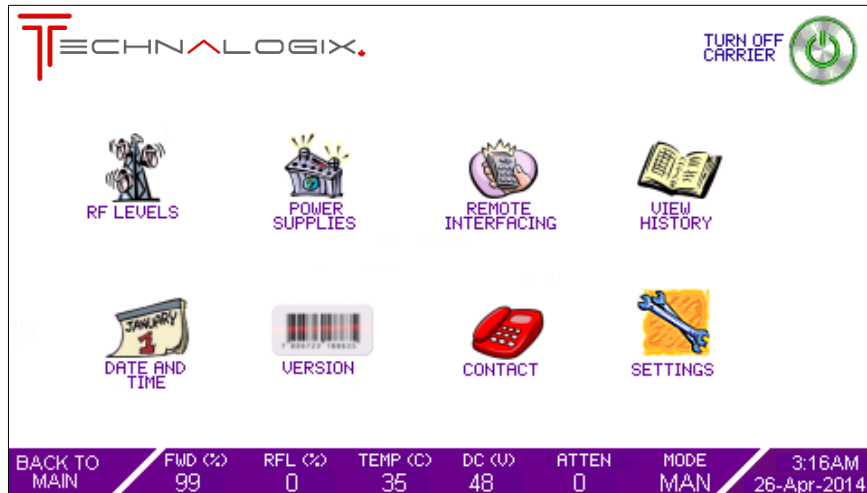 TECHNALOGIX.
TURN OFF
CARRIER
RF LEVELS
POWER
SUPPLIES
REMOTE
INTERFACING
VIEW
HISTORY
JANUARY
1
DATE AND
TIME
VERSION
CONTACT
SETTINGS
BACK TO
MAIN
FWD (%)
99
RFL (%)
0
TEMP (C)
35
DC (V)
48
ATTEN
0
MODE
MAN
3:16AM
26-Apr-2014